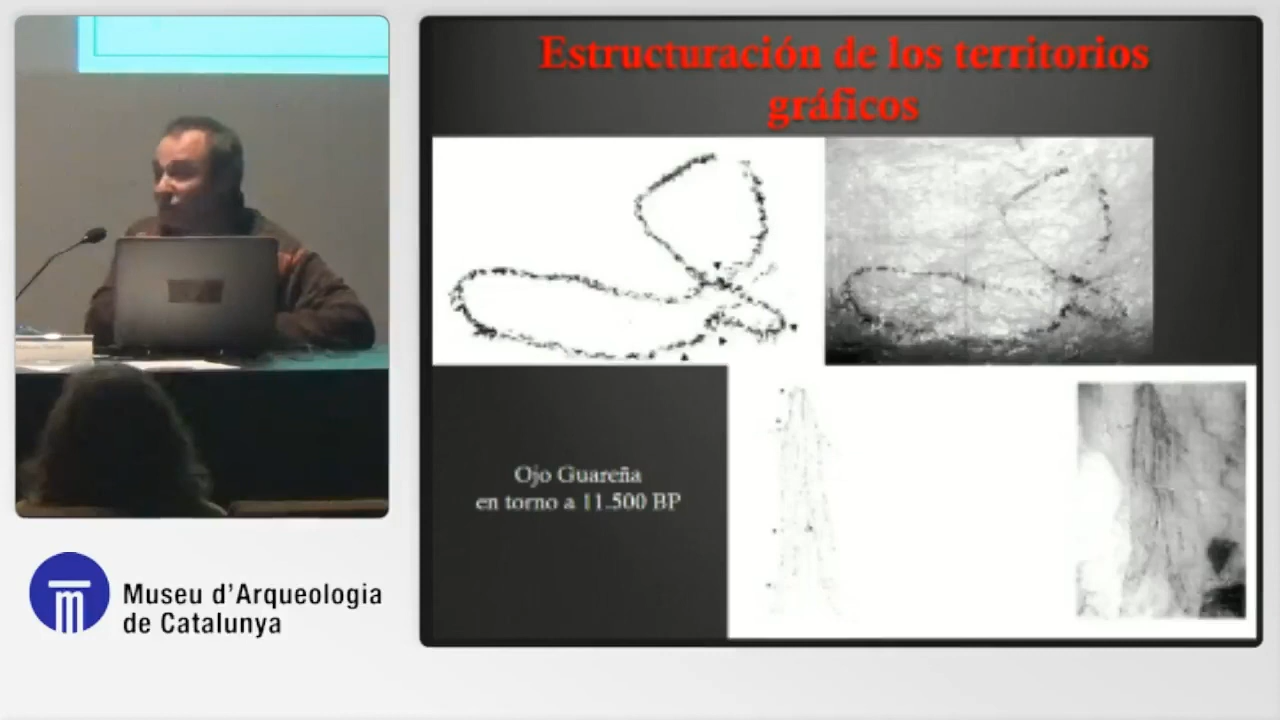 Estructuración de los territorios
gráficos
Ojo Guareña
en torno a 11.500 BP
Museu d'Arqueologia
de Catalunya